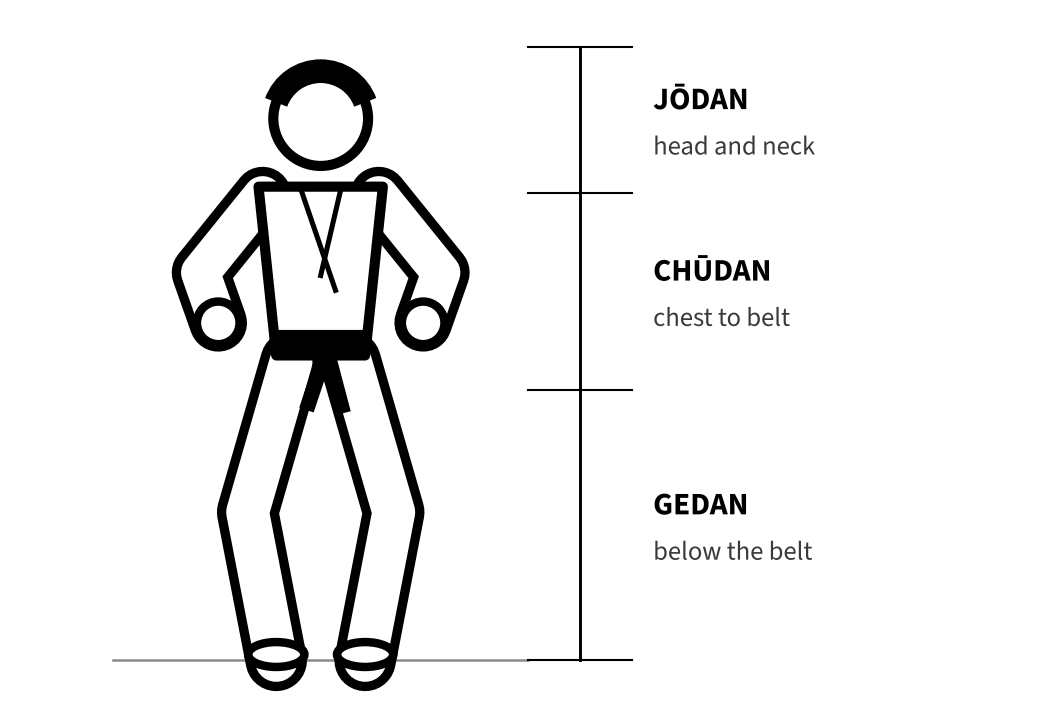 JŌDAN
head and neck
CHŪDAN
chest to belt
GEDAN
below the belt